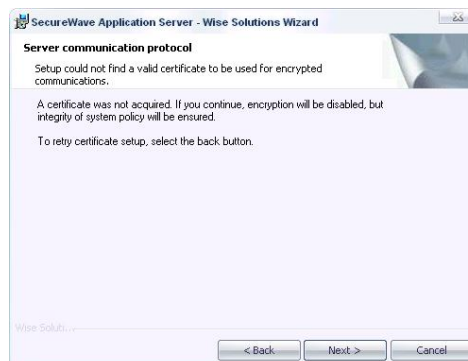 SecureWave Application Server - Wise Solutions Wizard
Server communication protocol
Setup could not find a valid certificate to be used for encrypted
communications.
A certificate was not acquired. If you continue, encryption will be disabled, but
integrity of system policy will be ensured.
To retry certificate setup, select the back button.
Wise Soluti...
< Back
Next >
Cancel